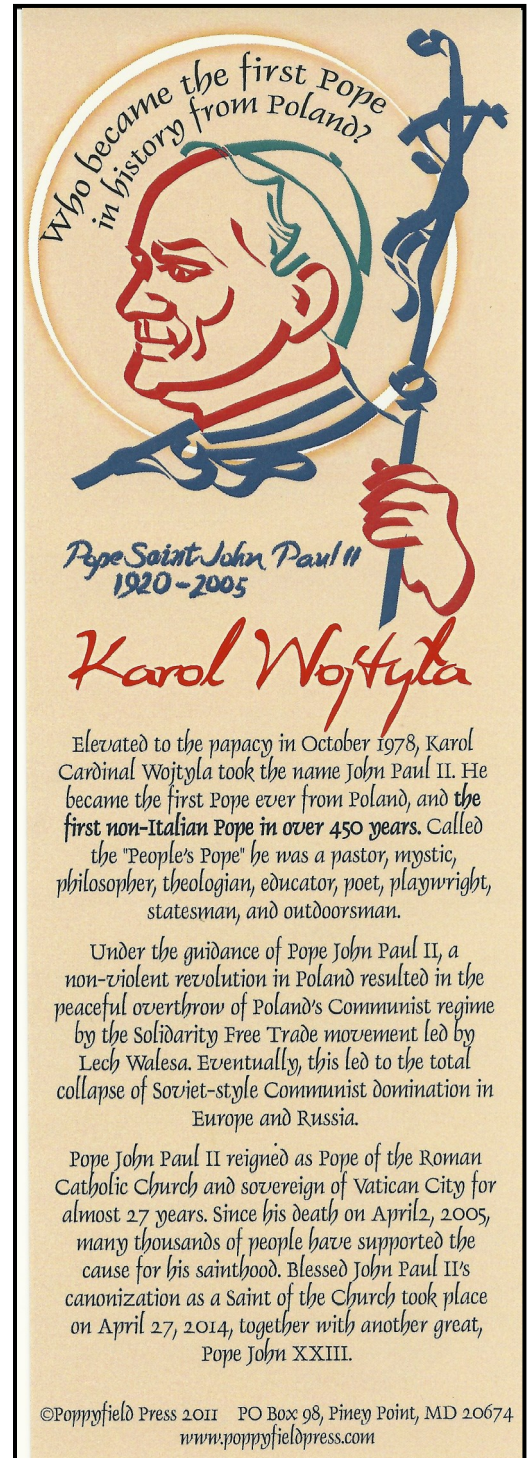 Who became the first Pope
in history from Poland?
Pope Saint John Paul II
1920-2005
Karol Wojtyła
Elevated to the papacy in October 1978, Karol
Cardinal Wojtyla took the name John Paul II. He
became the first Pope ever from Poland, and the
first non-Italian Pope in over 450 years. Called
the "People's Pope" he was a pastor, mystic,
philosopher, theologian, educator, poet, playwright,
statesman, and outdoorsman.
Under the guidance of Pope John Paul II, a
non-violent revolution in Poland resulted in the
peaceful overthrow of Poland's Communist regime
by the Solidarity Free Trade movement led by
Lech Walesa. Eventually, this led to the total
collapse of Soviet-style Communist domination in
Europe and Russia.
Pope John Paul II reigned as Pope of the Roman
Catholic Church and sovereign of Vatican City for
almost 27 years. Since his death on April2, 2005,
many thousands of people have supported the
cause for his sainthood. Blessed John Paul II's
canonization as a Saint of the Church took place
on April 27, 2014, together with another great,
Pope John XXIII.
©Poppyfield Press 2011 PO Box 98, Piney Point, MD 20674
www.poppyfieldpress.com